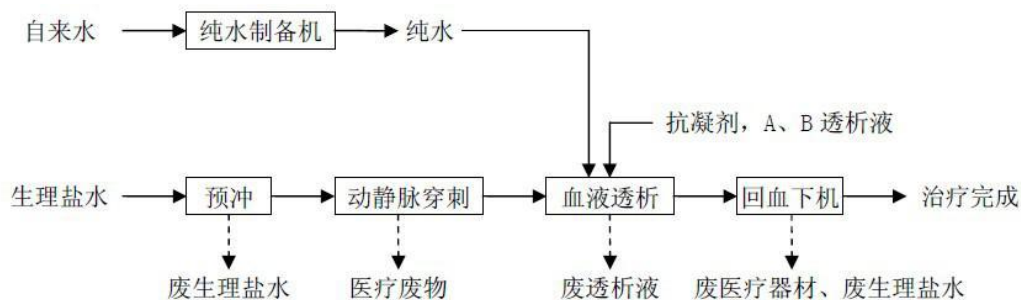 自来水 纯水制备机 纯水
抗凝剂，A、B 透析液
生理盐水 预冲 动静脉穿刺 血液透析 回血下机 治疗完成
废生理盐水 医疗废物 废透析液 废医疗器材、废生理盐水